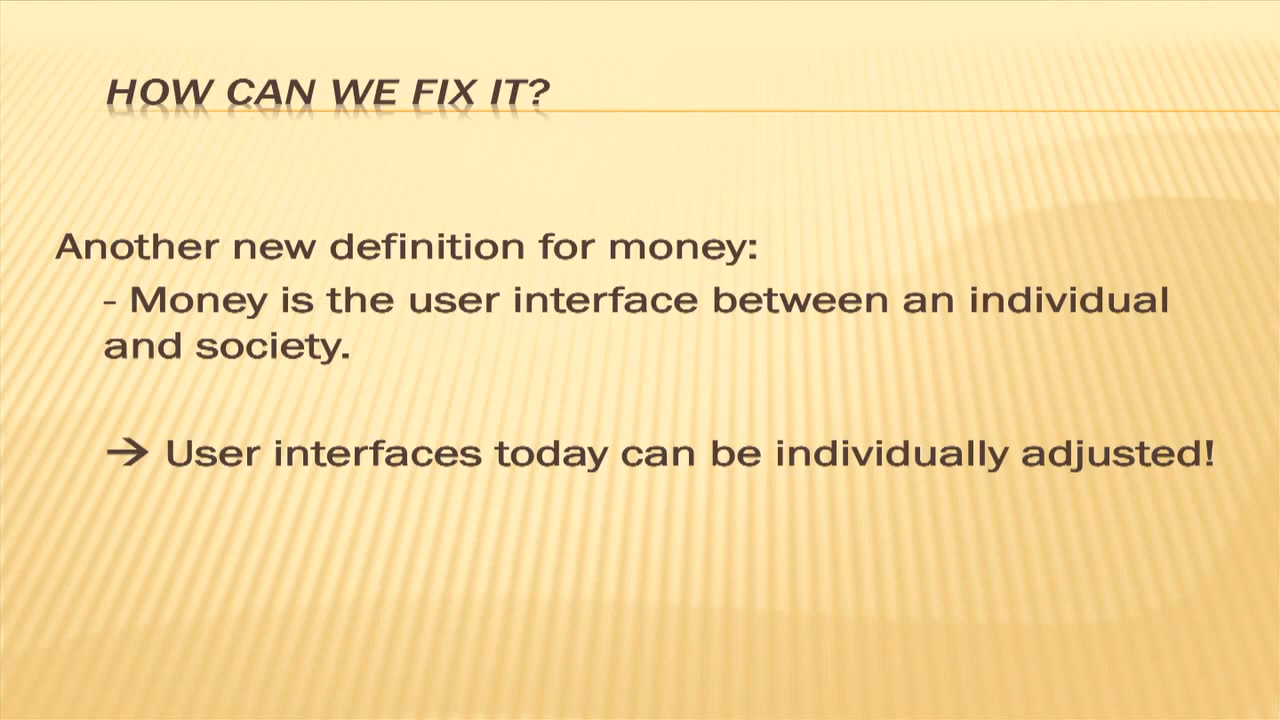 HOW CAN WE FIX IT?
Another new definition for money:
- Money is the user interface between an individual
and society.
→ User interfaces today can be individually adjusted!